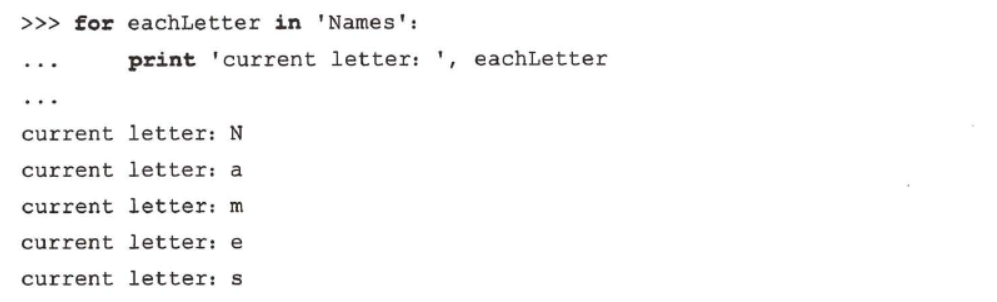 >>> for eachLetter in 'Names':
...     print 'current letter: ', eachLetter
...
current letter: N
current letter: a
current letter: m
current letter: e
current letter: s